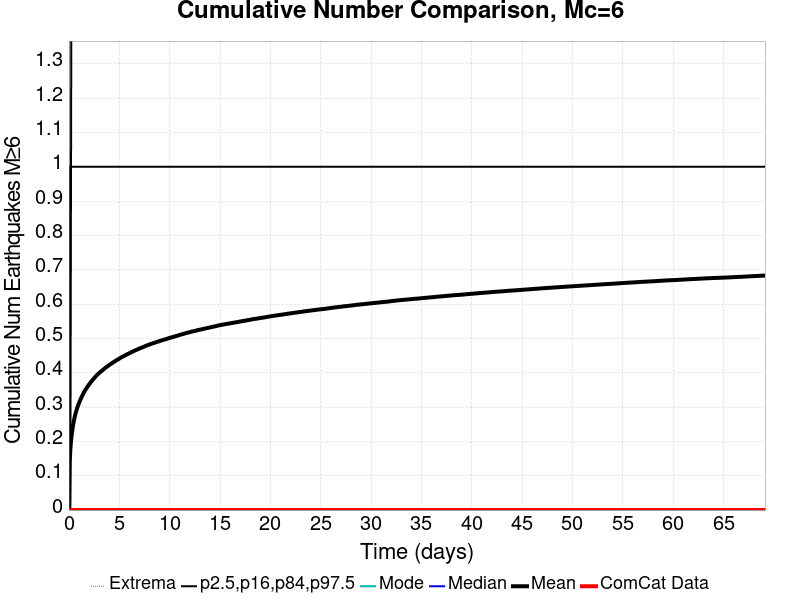 Cumulative Number Comparison, Mc=6
Cumulative Num Earthquakes M≥6
1.3
1.2
1.1
1
0.9
0.8
0.7
0.6
0.5
0.4
0.3
0.2
0.1
0
0 5 10 15 20 25 30 35 40 45 50 55 60 65
Time (days)
Extrema p2.5,p16,p84,p97.5 Mode Median Mean ComCat Data